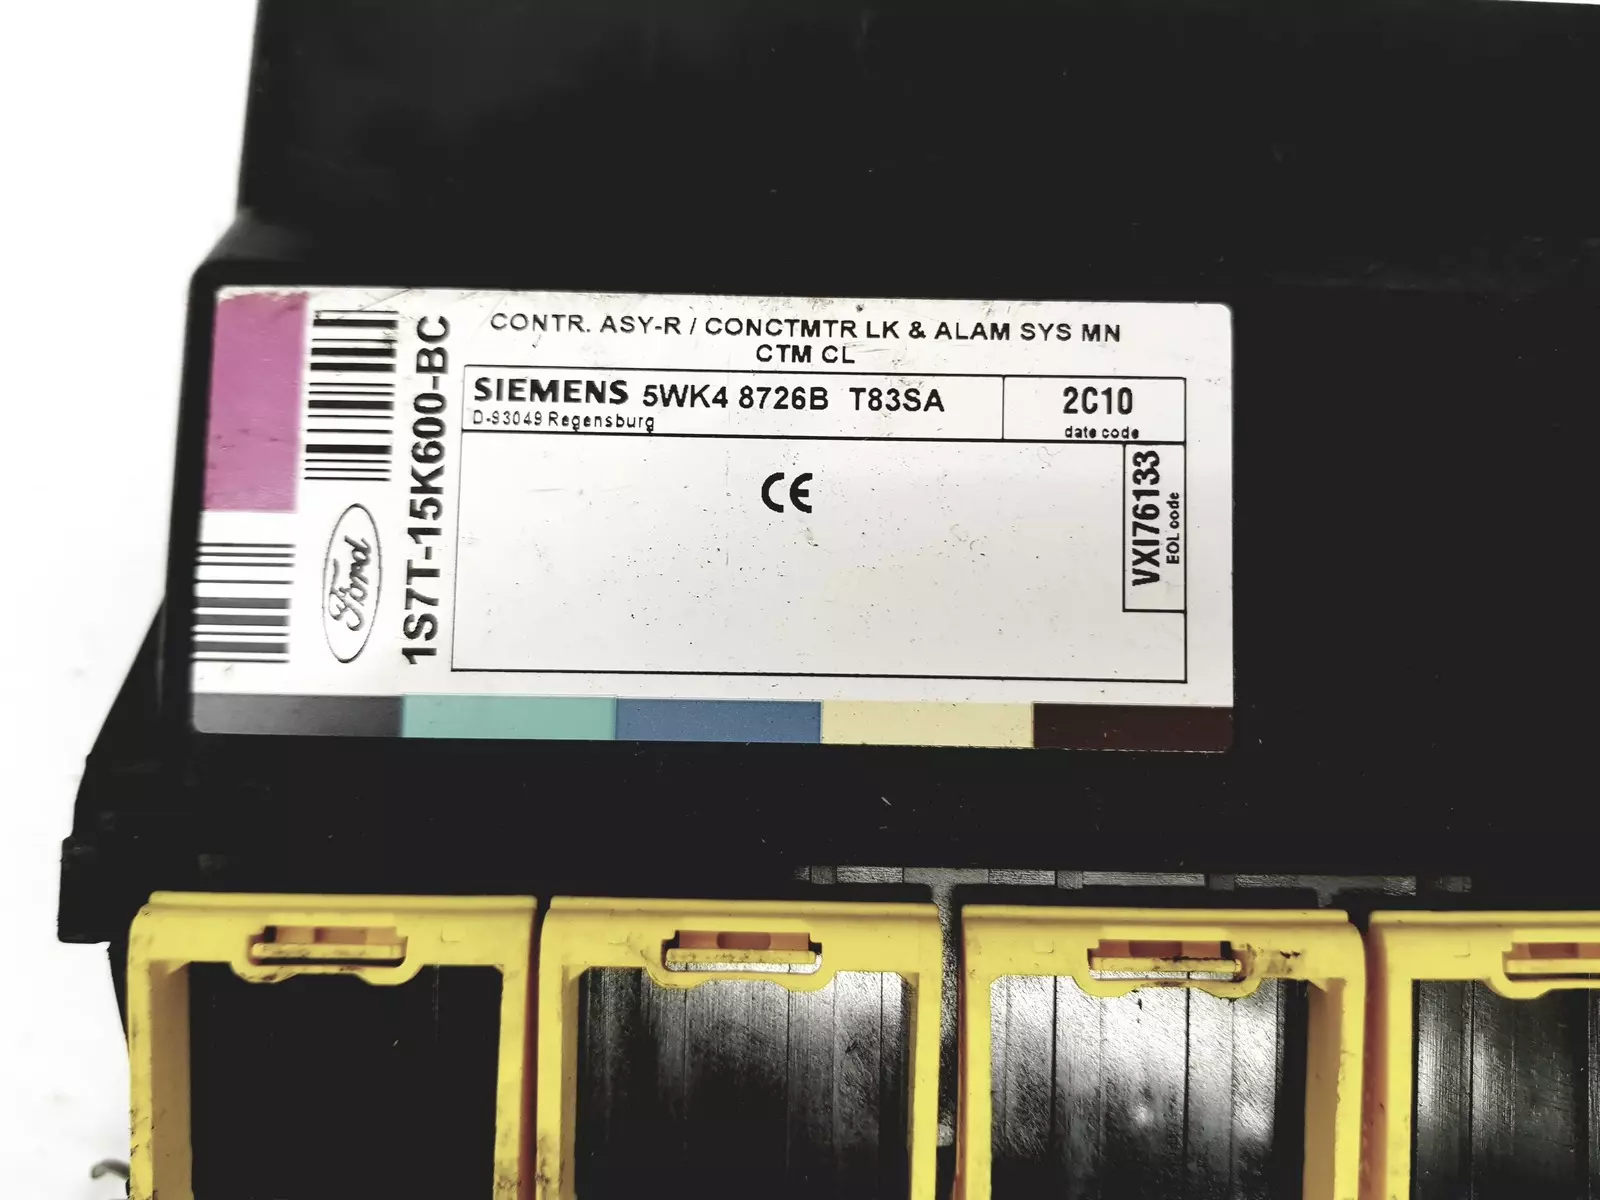 CONTR. ASY-R / CONCTMTR LK & ALAM SYS MN
CTM CL
SIEMENS 5WK4 8726B T83SA
D-93049 Regensburg
2C10
date code
CE
VXI76133
EOL code
Ford
1S7T-15K600-BC